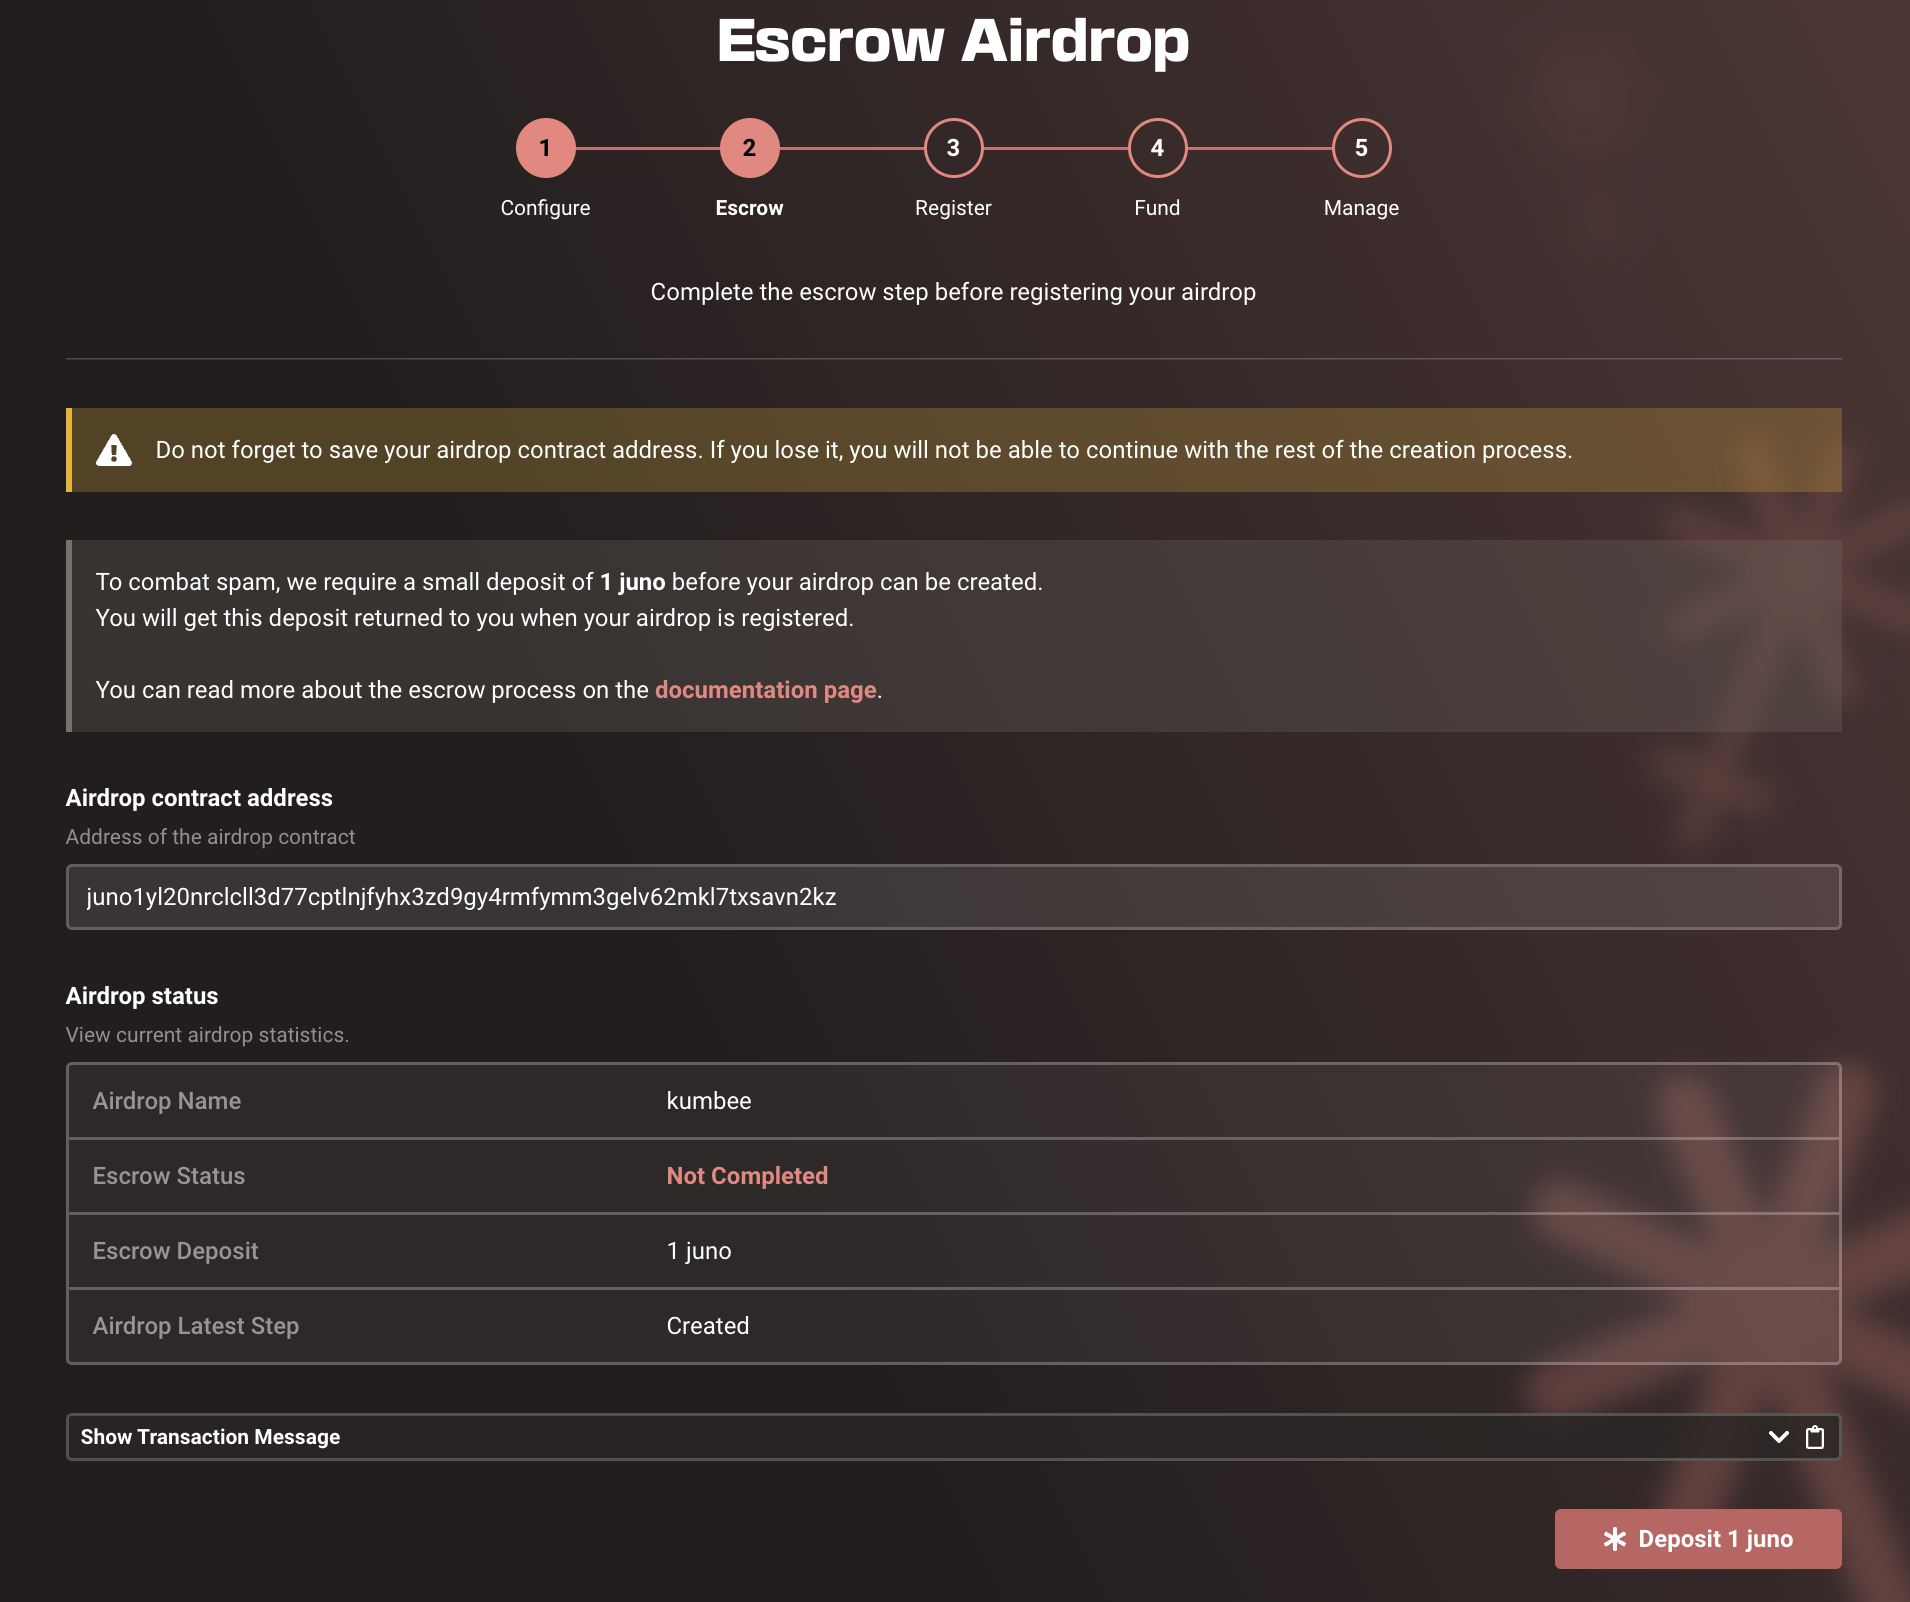 Escrow Airdrop
1 2 3 4 5
Configure Escrow Register Fund Manage
Complete the escrow step before registering your airdrop
Do not forget to save your airdrop contract address. If you lose it, you will not be able to continue with the rest of the creation process.
To combat spam, we require a small deposit of 1 juno before your airdrop can be created.
You will get this deposit returned to you when your airdrop is registered.
You can read more about the escrow process on the documentation page.
Airdrop contract address
Address of the airdrop contract
juno1yl20nrclcll3d77cptlnjfyhx3zd9gy4rmfymm3gelv62mkl7txsavn2kz
Airdrop status
View current airdrop statistics.
Airdrop Name kumbee
Escrow Status Not Completed
Escrow Deposit 1 juno
Airdrop Latest Step Created
Show Transaction Message
Deposit 1 juno